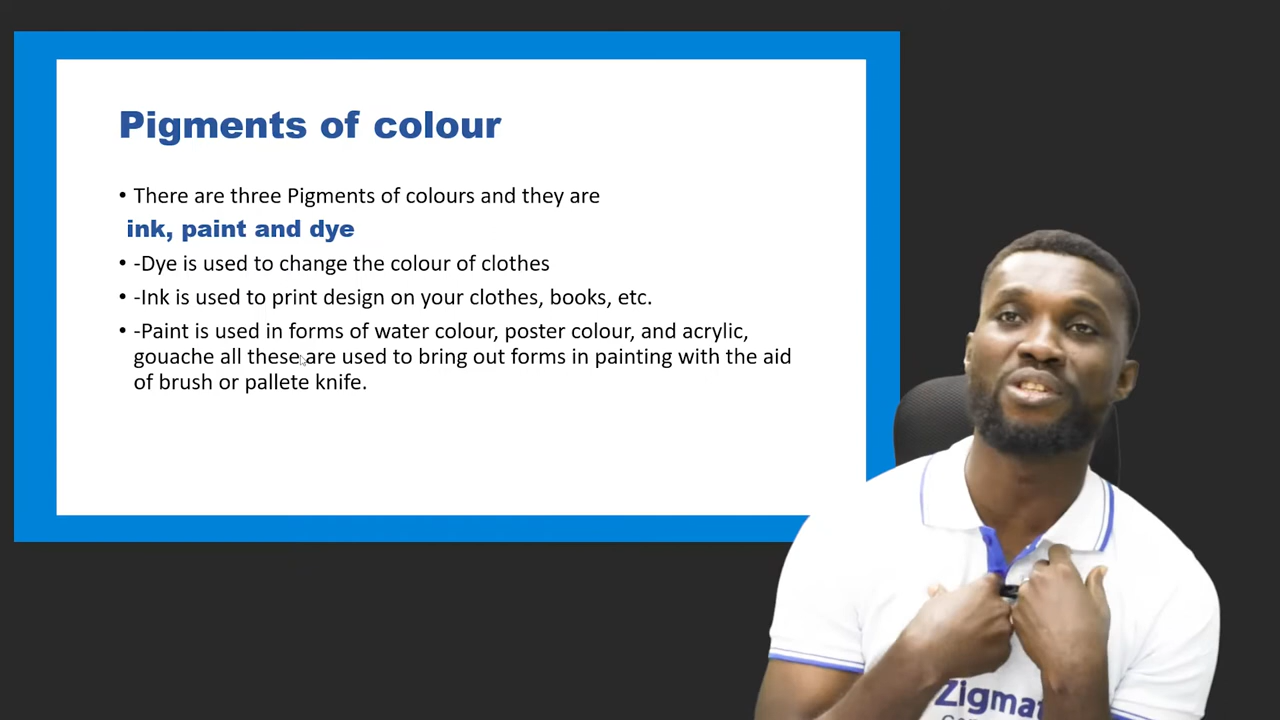 Pigments of colour
• There are three Pigments of colours and they are
ink, paint and dye
• -Dye is used to change the colour of clothes
• -Ink is used to print design on your clothes, books, etc.
• -Paint is used in forms of water colour, poster colour, and acrylic,
gouache all these are used to bring out forms in painting with the aid
of brush or pallete knife.
Zigmat